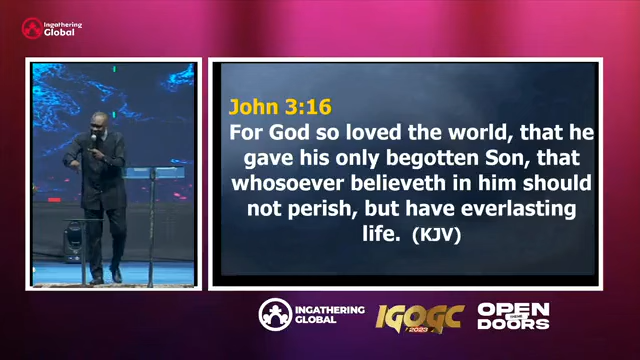 Ingathering
Global
John 3:16
For God so loved the world, that he
gave his only begotten Son, that
whosoever believeth in him should
not perish, but have everlasting
life. (KJV)
INGATHERING
GLOBAL
IGOGC
2023
OPEN
DOORS